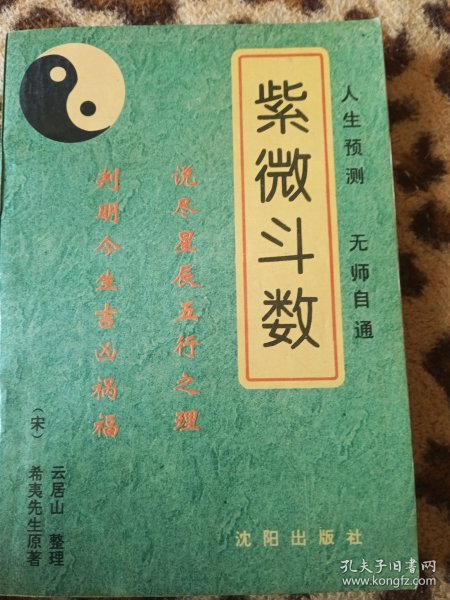 紫微斗数
人生预测 无师自通
说尽星辰五行之理
判明今生吉凶祸福
(宋)
云居山 整理
希夷先生原著
沈阳出版社
孔夫子旧书网
www.kongfz.com